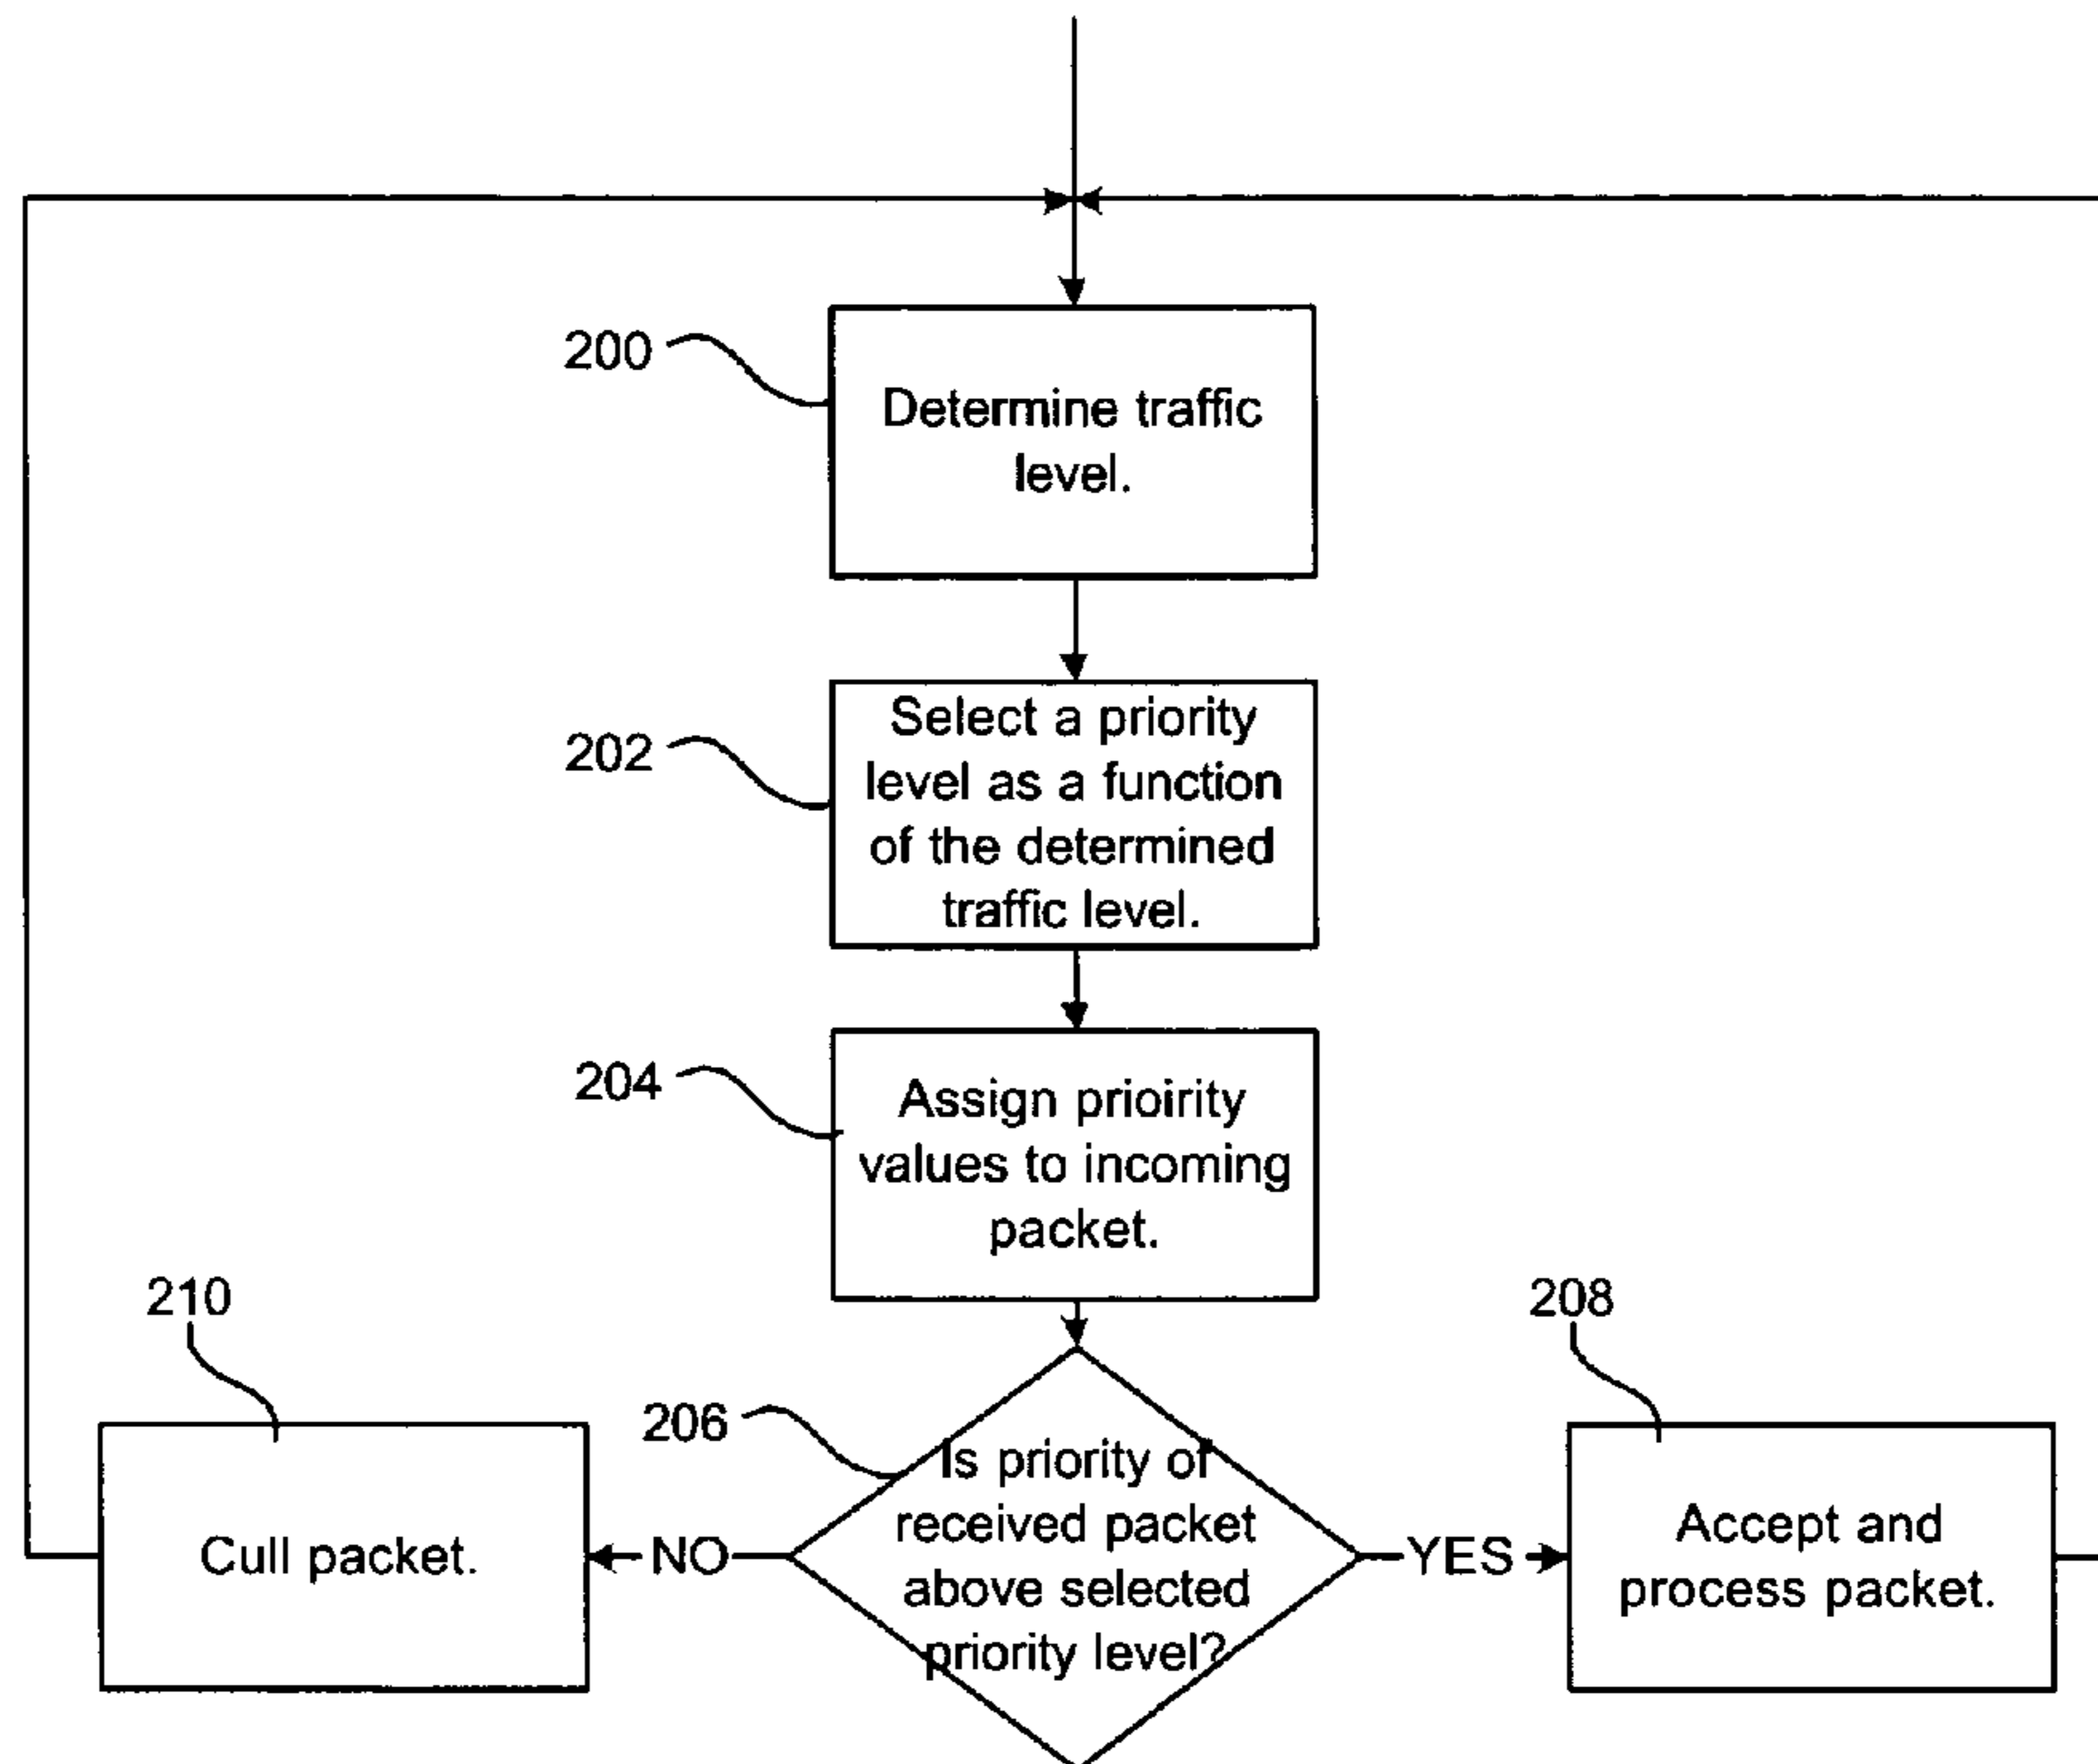 200
Determine traffic
level.
202
Select a priority
level as a function
of the determined
traffic level.
204
Assign prioirity
values to incoming
packet.
210
208
206
Is priority of
received packet
above selected
priority level?
Cull packet.
NO
YES
Accept and
process packet.